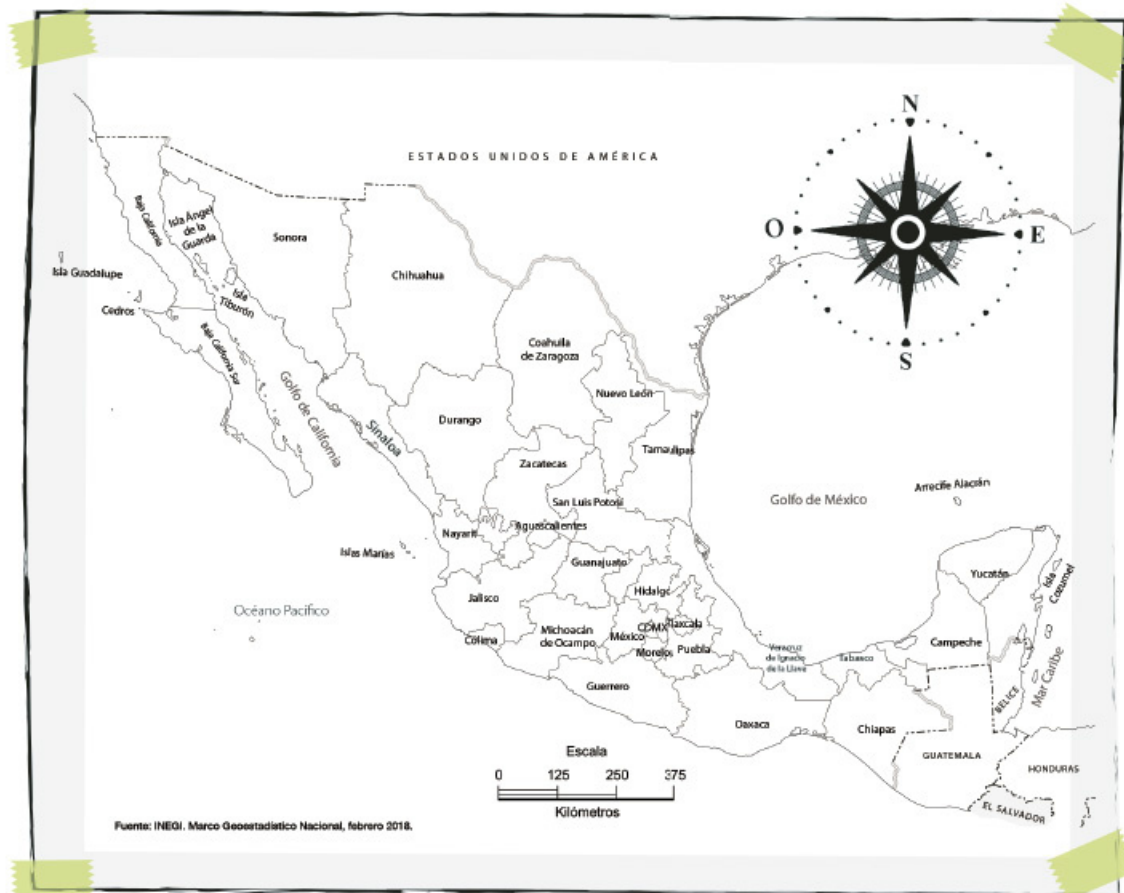 N
ESTADOS UNIDOS DE AMÉRICA
Baja California
Isla Ángel
de la
Guarda
Sonora
O
E
Isla Guadalupe
Chihuahua
Isla
Tiburón
Cedros
Baja California Sur
Coahuila
de Zaragoza
S
Golfo de California
Nuevo León
Durango
Sinaloa
Tamaulipas
Zacatecas
San Luis Potosí
Golfo de México
Arrecife Alacrán
Nayarit
Aguascalientes
Islas Marías
Guanajuato
Yucatán
Isla
Cozumel
Jalisco
Hidalgo
Océano Pacífico
Colima
Michoacán
de Ocampo
México
CDMX
Tlaxcala
Morelos
Puebla
Veracruz
de Ignacio
de la Llave
Tabasco
Campeche
Mar Caribe
BELICE
Guerrero
Oaxaca
Chiapas
GUATEMALA
HONDURAS
EL SALVADOR
Escala
0 125 250 375
Kilómetros
Fuente: INEGI. Marco Geoestadístico Nacional, febrero 2018.